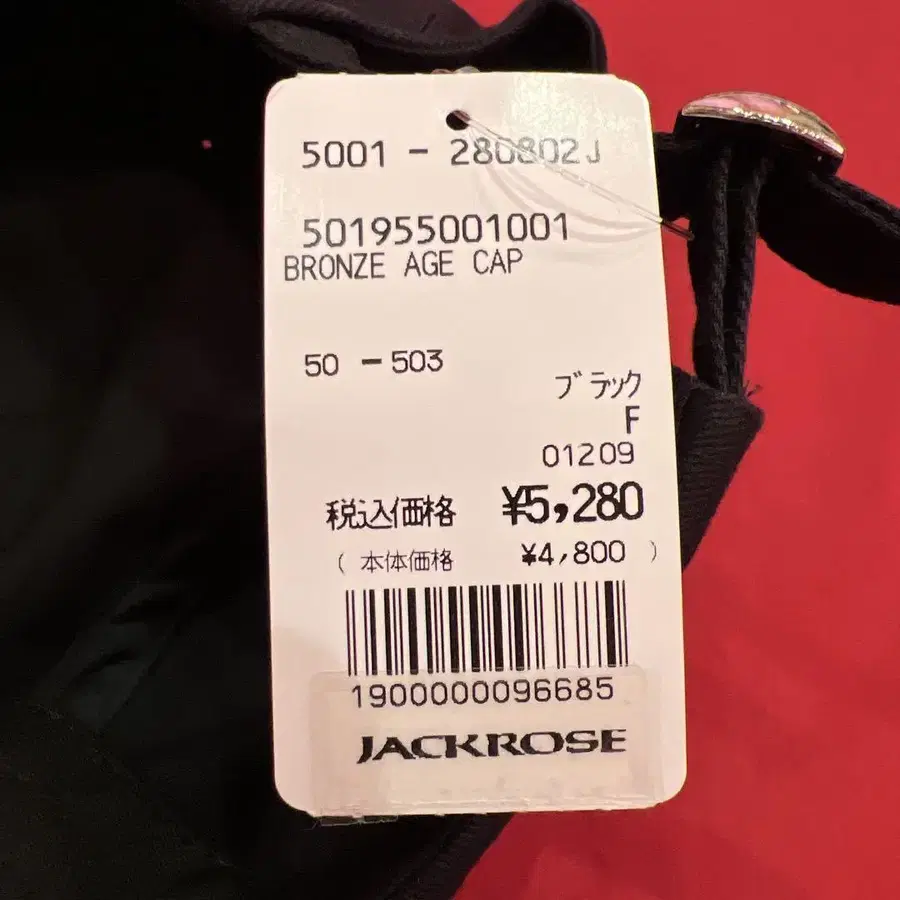 5001 - 280802J
501955001001
BRONZE AGE CAP
50 - 503
ブラック
F
01209
税込価格 ¥5,280
( 本体価格 ¥4,800 )
1900000096685
JACKROSE